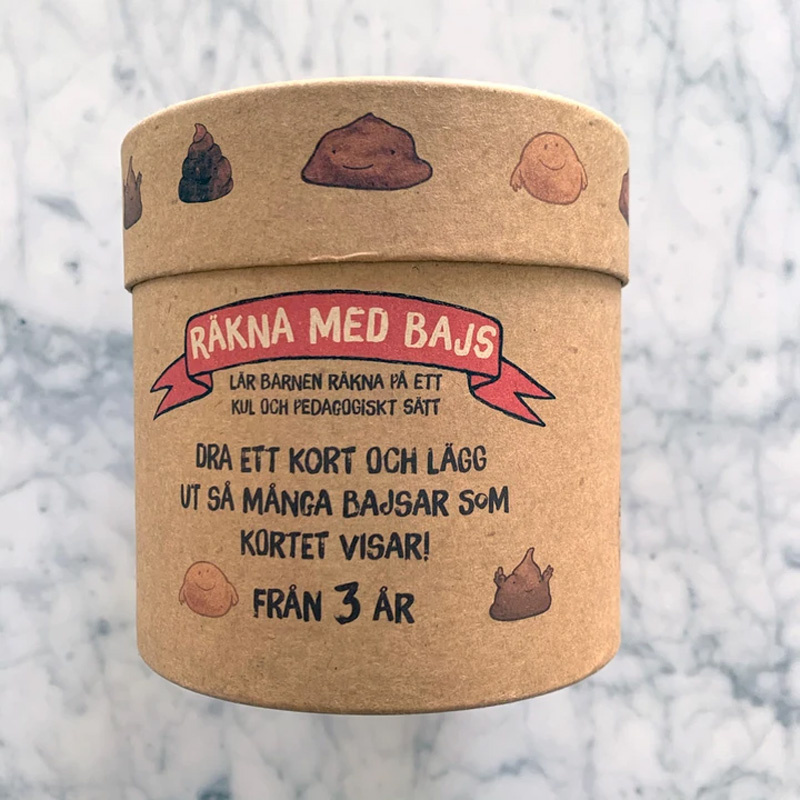 RÄKNA MED BAJS
LÄR BARNEN RÄKNA PÅ ETT
KUL OCH PEDAGOGISKT SÄTT
DRA ETT KORT OCH LÄGG
UT SÅ MÅNGA BAJSAR SOM
KORTET VISAR!
FRÅN 3 ÅR